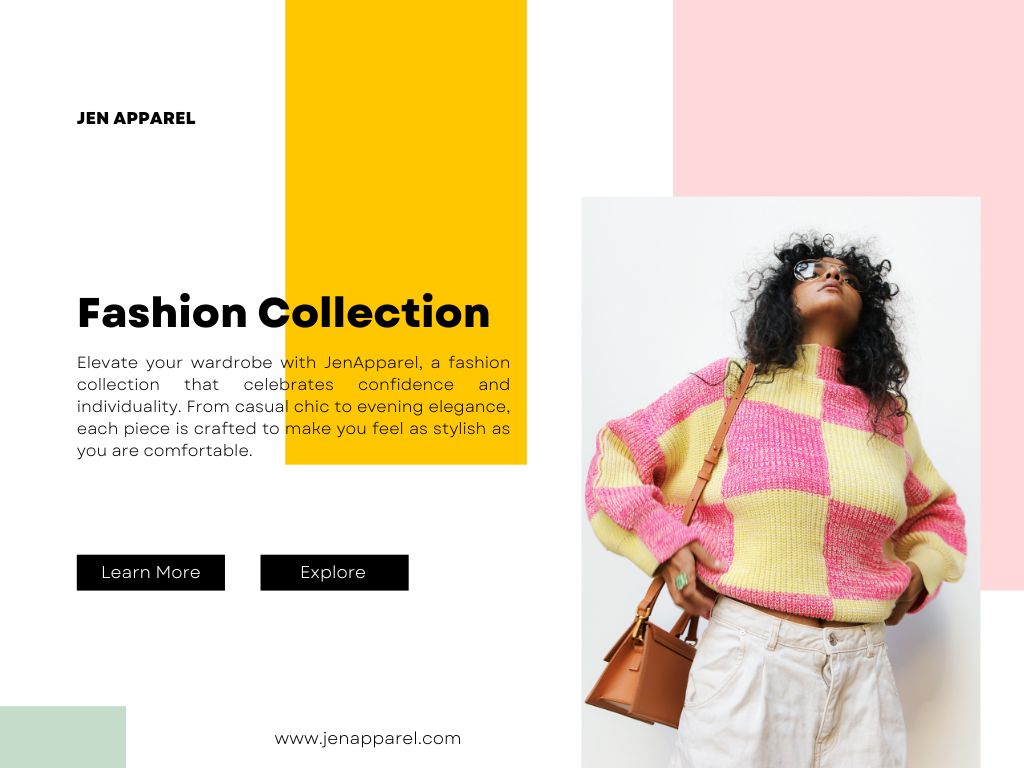 JEN APPAREL
Fashion Collection
Elevate your wardrobe with JenApparel, a fashion
collection that celebrates confidence and
individuality. From casual chic to evening elegance,
each piece is crafted to make you feel as stylish as
you are comfortable.
Learn More
Explore
www.jenapparel.com